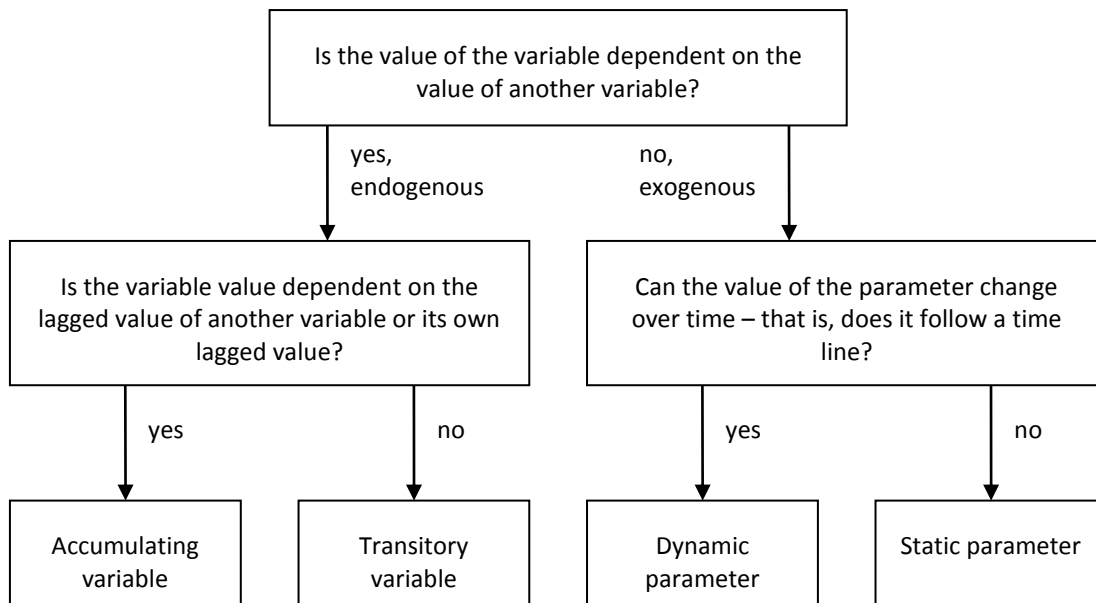 Is the value of the variable dependent on the
value of another variable?
yes,
endogenous
no,
exogenous
Is the variable value dependent on the
lagged value of another variable or its own
lagged value?
Can the value of the parameter change
over time – that is, does it follow a time
line?
yes
no
yes
no
Accumulating
variable
Transitory
variable
Dynamic
parameter
Static parameter